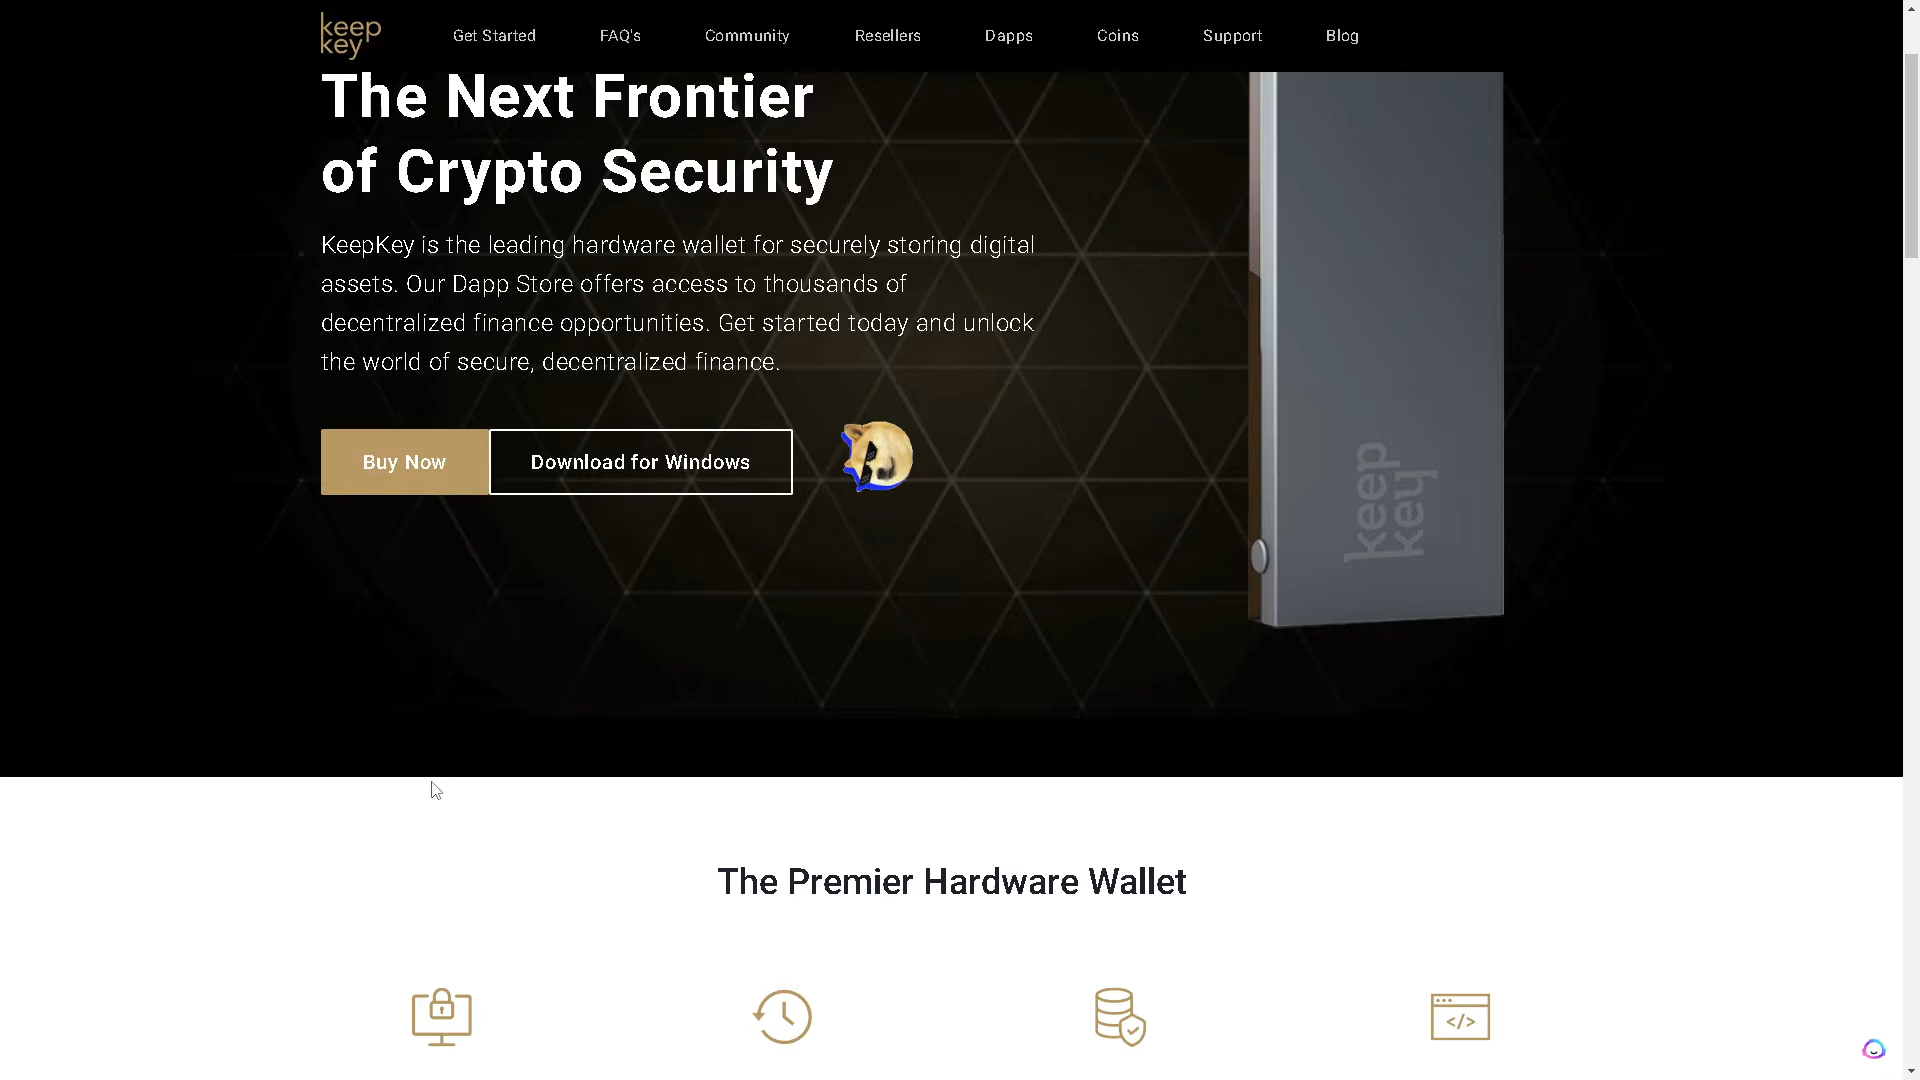 keep
key
Get Started
FAQ's
Community
Resellers
Dapps
Coins
Support
Blog
The Next Frontier
of Crypto Security
KeepKey is the leading hardware wallet for securely storing digital
assets. Our Dapp Store offers access to thousands of
decentralized finance opportunities. Get started today and unlock
the world of secure, decentralized finance.
Buy Now
Download for Windows
keep
key
The Premier Hardware Wallet